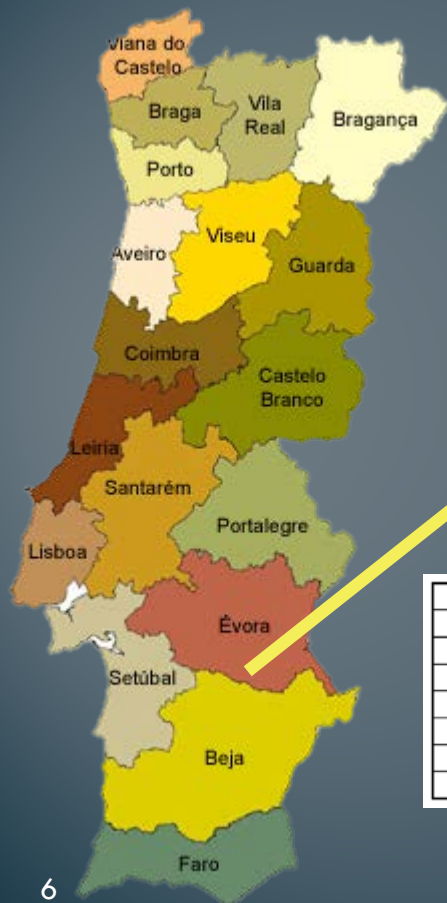 Viana do
Castelo
Braga
Vila
Real
Bragança
Porto
Aveiro
Viseu
Guarda
Coimbra
Castelo
Branco
Leiria
Santarém
Portalegre
Lisboa
Évora
Setúbal
Beja
Faro
6